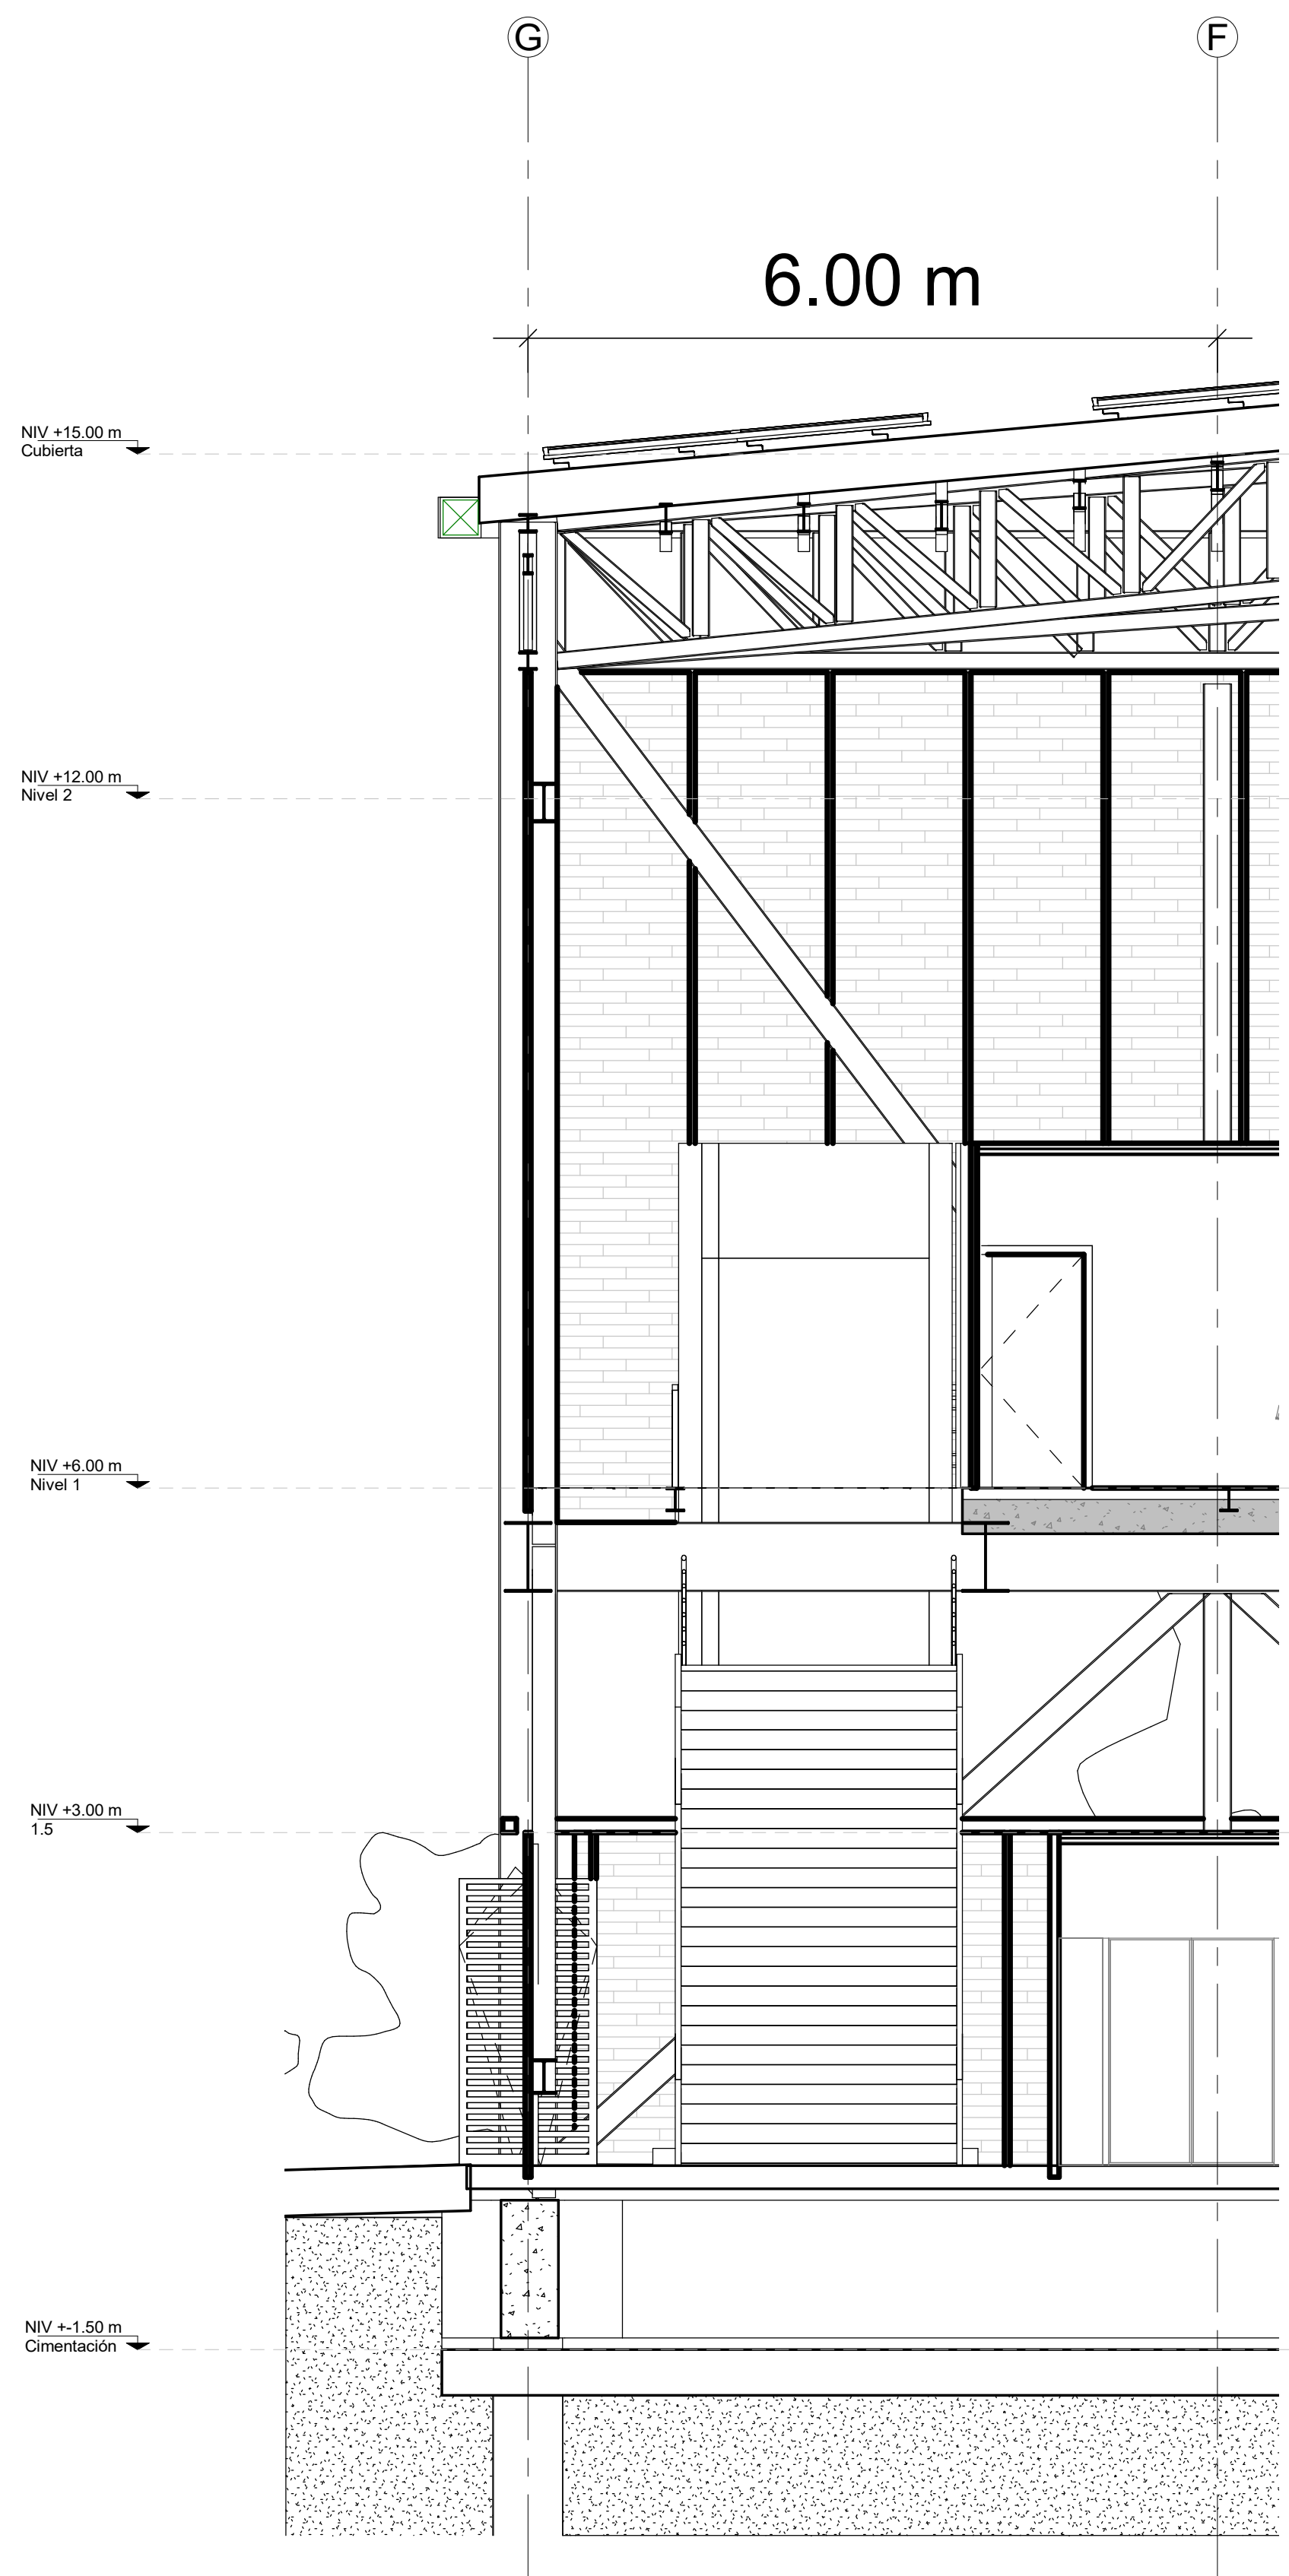 G
F
6.00 m
NIV +15.00 m
Cubierta
NIV +12.00 m
Nivel 2
NIV +6.00 m
Nivel 1
NIV +3.00 m
1.5
NIV +-1.50 m
Cimentación